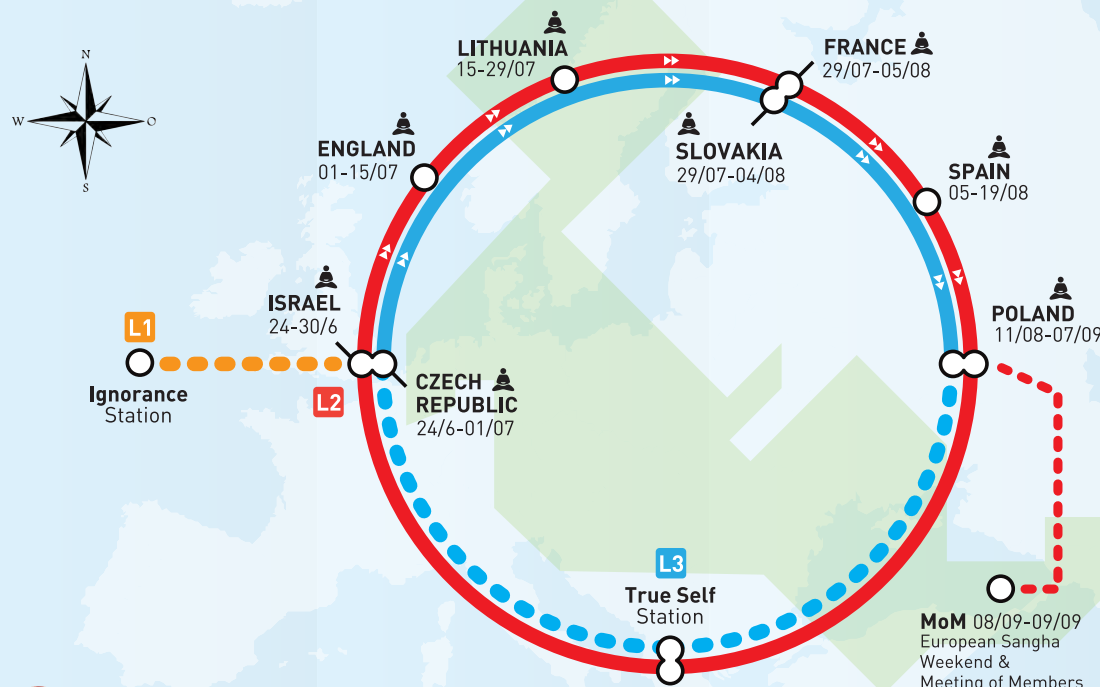 N
W
O
S
LITHUANIA
15-29/07
FRANCE
29/07-05/08
ENGLAND
01-15/07
SLOVAKIA
29/07-04/08
SPAIN
05-19/08
ISRAEL
24-30/6
POLAND
11/08-07/09
L1
Ignorance
Station
L2
CZECH
REPUBLIC
24/6-01/07
L3
True Self
Station
MoM 08/09-09/09
European Sangha
Weekend &
Meeting of Members